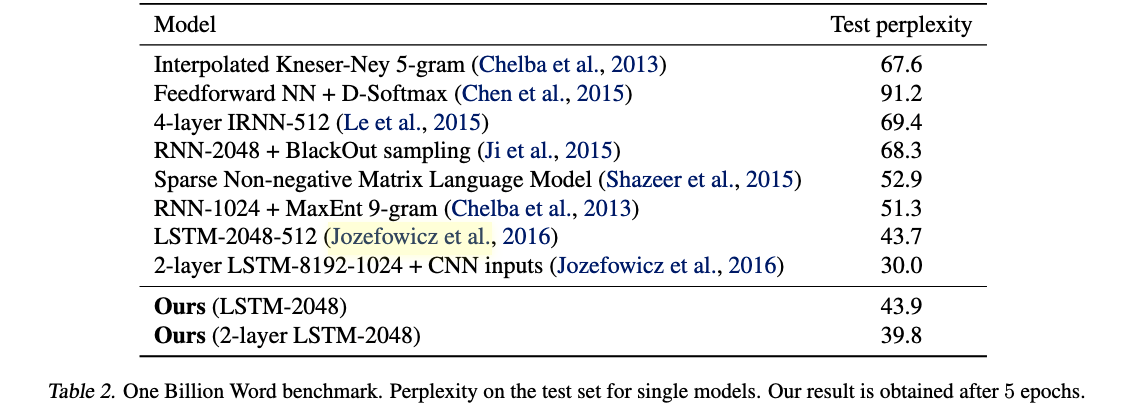 Model Test perplexity
Interpolated Kneser-Ney 5-gram (Chelba et al., 2013) 67.6
Feedforward NN + D-Softmax (Chen et al., 2015) 91.2
4-layer IRNN-512 (Le et al., 2015) 69.4
RNN-2048 + BlackOut sampling (Ji et al., 2015) 68.3
Sparse Non-negative Matrix Language Model (Shazeer et al., 2015) 52.9
RNN-1024 + MaxEnt 9-gram (Chelba et al., 2013) 51.3
LSTM-2048-512 (Jozefowicz et al., 2016) 43.7
2-layer LSTM-8192-1024 + CNN inputs (Jozefowicz et al., 2016) 30.0
Ours (LSTM-2048) 43.9
Ours (2-layer LSTM-2048) 39.8
Table 2. One Billion Word benchmark. Perplexity on the test set for single models. Our result is obtained after 5 epochs.